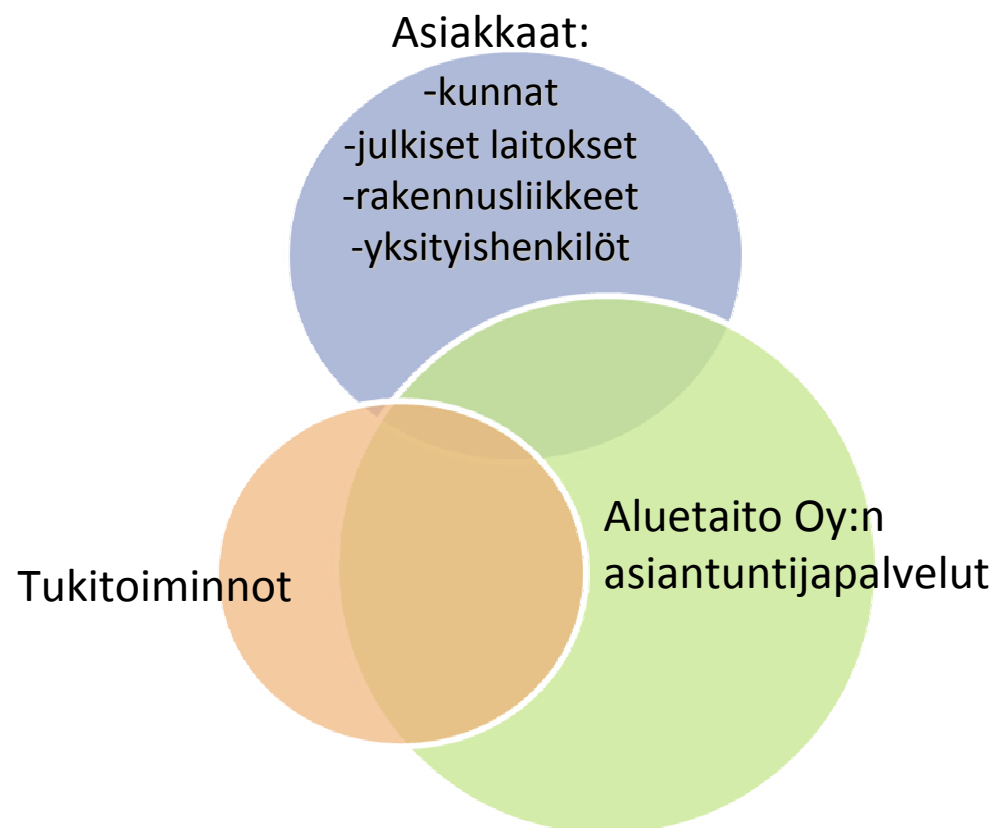 Asiakkaat:
-kunnat
-julkiset laitokset
-rakennusliikkeet
-yksityishenkilöt
Aluetaito Oy:n
asiantuntijapalvelut
Tukitoiminnot